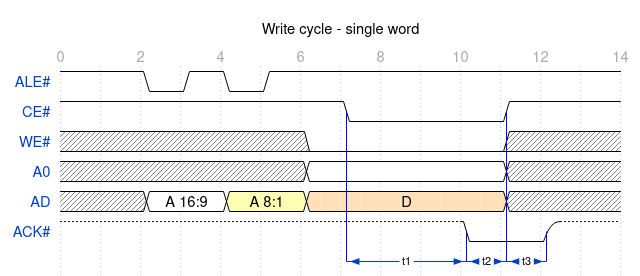 Write cycle - single word
0 2 4 6 8 10 12 14
ALE#
CE#
WE#
A0
AD A 16:9 A 8:1 D
ACK#
t1 t2 t3